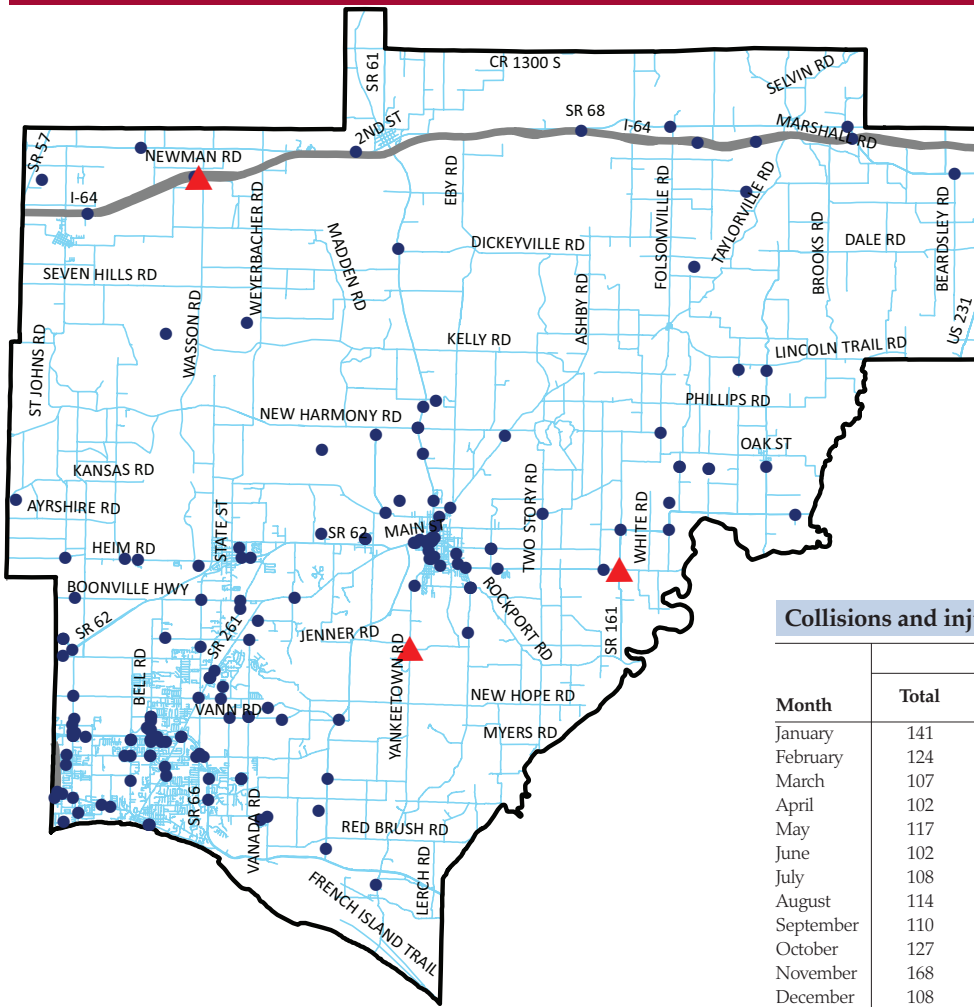 CR 1300 S
SR 61
SELVIN RD
SR 68
I-64
2ND ST
MARSHALL RD
SR 57
NEWMAN RD
I-64
EBY RD
WEYERBACHER RD
MADDEN RD
DICKEYVILLE RD
FOLSOMVILLE RD
TAYLORVILLE RD
BROOKS RD
DALE RD
BEARDSLEY RD
SEVEN HILLS RD
ASHBY RD
US 231
WASSON RD
ST JOHNS RD
KELLY RD
LINCOLN TRAIL RD
PHILLIPS RD
NEW HARMONY RD
OAK ST
KANSAS RD
AYRSHIRE RD
STATE ST
SR 62
MAIN ST
TWO STORY RD
WHITE RD
HEIM RD
BOONVILLE HWY
ROCKPORT RD
SR 62
SR 261
JENNER RD
YANKEETOWN RD
SR 161
BELL RD
VANN RD
NEW HOPE RD
MYERS RD
SR 66
VANADA RD
RED BRUSH RD
LERCH RD
FRENCH ISLAND TRAIL
Collisions and inj
Month Total
January 141
February 124
March 107
April 102
May 117
June 102
July 108
August 114
September 110
October 127
November 168
December 108